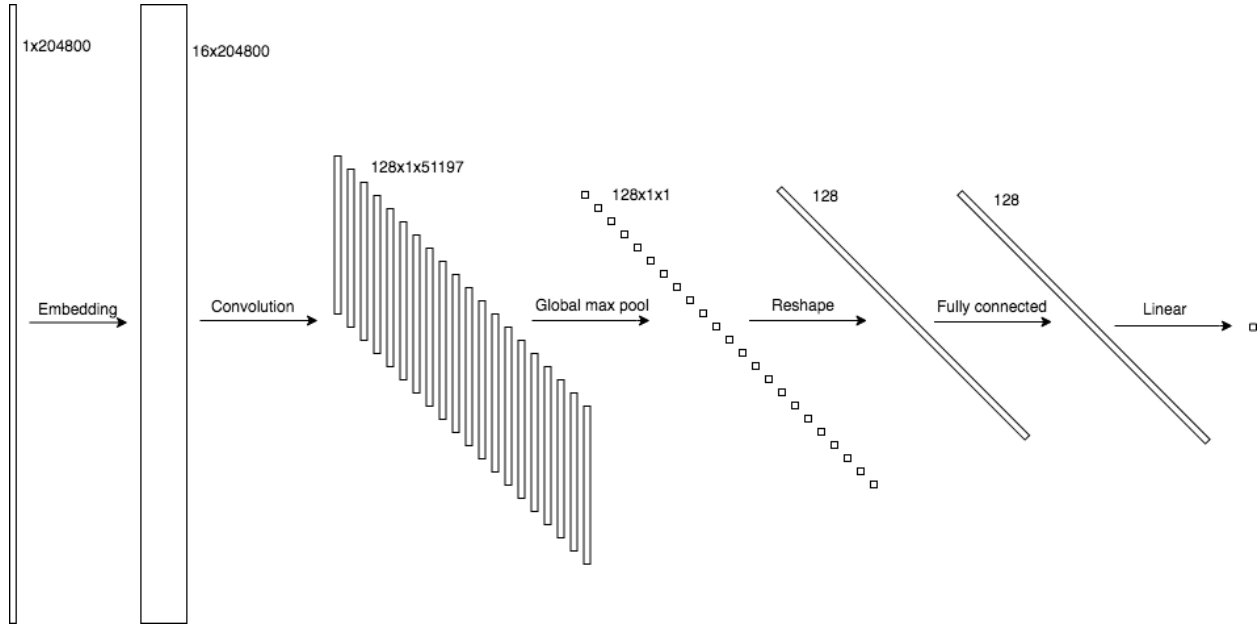 1x204800
16x204800
128x1x51197
128x1x1
128
128
Embedding
Convolution
Global max pool
Reshape
Fully connected
Linear